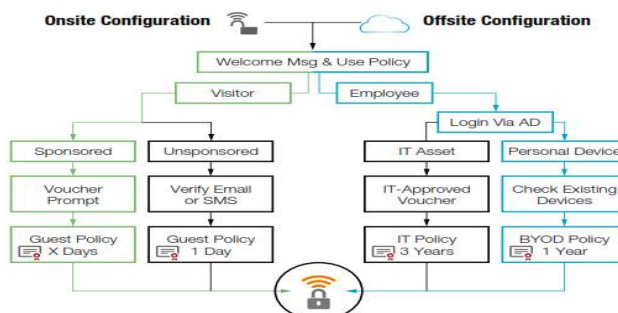 Onsite Configuration
Offsite Configuration
Welcome Msg & Use Policy
Visitor
Employee
Login Via AD
Sponsored
Unsponsored
IT Asset
Personal Device
Voucher
Prompt
Verify Email
or SMS
IT-Approved
Voucher
Check Existing
Devices
Guest Policy
X Days
Guest Policy
1 Day
IT Policy
3 Years
BYOD Policy
1 Year